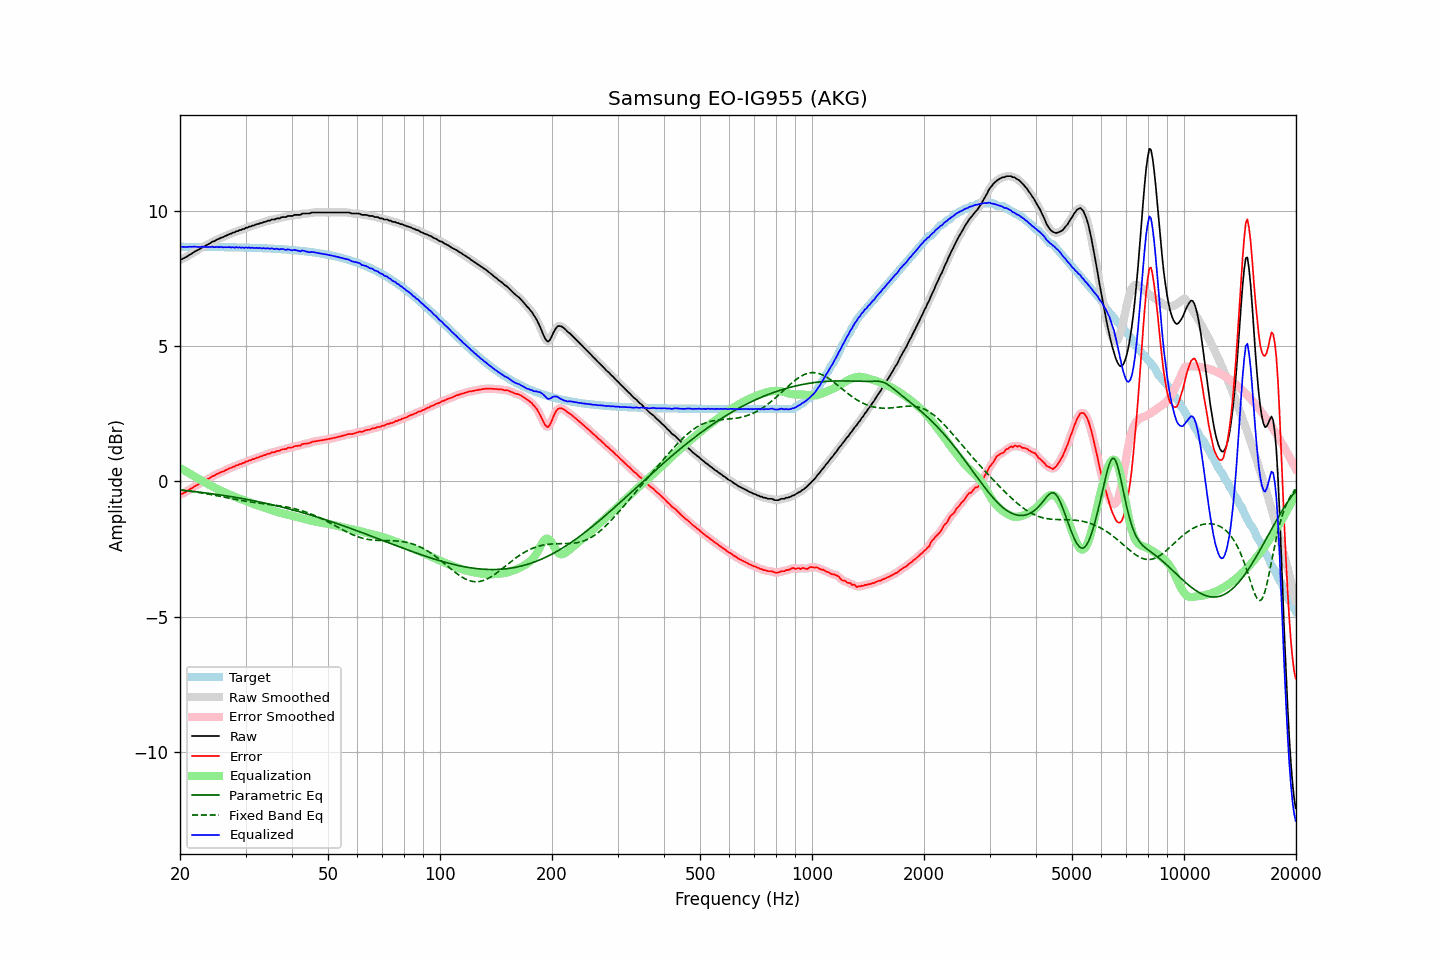 Samsung EO-IG955 (AKG)
Amplitude (dBr)
10
5
0
−5
−10
Target
Raw Smoothed
Error Smoothed
Raw
Error
Equalization
Parametric Eq
Fixed Band Eq
Equalized
20 50 100 200 500 1000 2000 5000 10000 20000
Frequency (Hz)